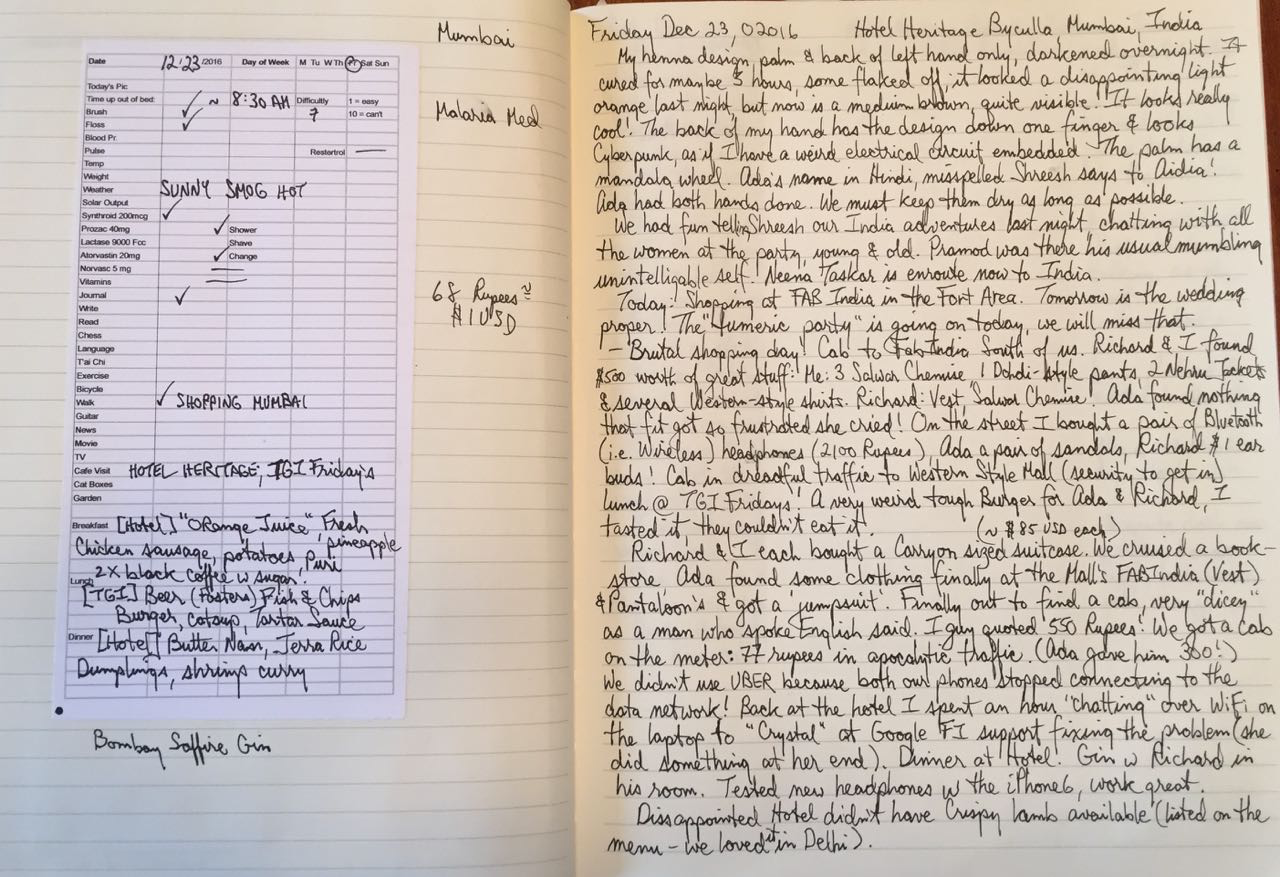 Mumbai
Date 12/23/2016 Day of Week M Tu W Th Fr Sat Sun
Today's Pic
Time up out of bed: ✓ ~ 8:30 AM Difficulty 1 = easy
Brush ✓ 7 10 = can't
Floss ✓
Malaria Med
Blood Pr.
Pulse Restertrol —
Temp
Weight
Weather SUNNY SMOG HOT
Solar Output
Synthroid 200mcg ✓
Prozac 40mg ✓ Shower
Lactase 9000 Fcc Shave
Atorvastin 20mg ✓ Change
Norvasc 5 mg
Vitamins
68 Rupees ≈
$1 USD
Journal ✓
Write
Read
Chess
Language
T'ai Chi
Exercise
Bicycle
Walk ✓ SHOPPING MUMBAI
Guitar
News
Movie
TV
Cafe Visit HOTEL HERITAGE, TGI Friday's
Cat Boxes
Garden
Breakfast [Hotel] "Orange Juice", Fresh pineapple
Chicken sausage, potatoes, Puri
2X black coffee w sugar!
Lunch [TGI] Beer (Fosters) Fish & Chips
Burger, catsup, Tartar Sauce
Dinner [Hotel] Butter Nan, Jerra Rice
Dumplings, shrimp curry
Bombay Saffire Gin
Friday Dec 23, 02016 Hotel Heritage Byculla, Mumbai, India
My henna design, palm & back of left hand only, darkened overnight. It
cured for maybe 3 hours, some flaked off, it looked a disappointing light
orange last night, but now is a medium brown, quite visible! It looks really
cool! The back of my hand has the design down one finger & looks
Cyberpunk, as if I have a weird electrical circuit embedded. The palm has a
mandala wheel. Ada's name in Hindi, misspelled Shreesh says to Aidia!
Ada had both hands done. We must keep them dry as long as possible.
We had fun telling Shreesh our India adventures last night, chatting with all
the women at the party, young & old. Pramod was there his usual mumbling
unintelligable self! Neena Taskar is enroute now to India.
Today: Shopping at FAB India in the Fort Area. Tomorrow is the wedding
proper! The "tumeric party" is going on today, we will miss that.
– Brutal shopping day! Cab to FabIndia South of us. Richard & I found
$500 worth of great stuff! Me: 3 Salwar Chemise, 1 Dohdi-style pants, 2 Nehru Jackets
& several Western-style shirts. Richard: Vest, Salwar Chemise! Ada found nothing
that fit got so frustrated she cried! On the street I bought a pair of Bluetooth
(i.e. Wireless) headphones (2100 Rupees), Ada a pair of sandals, Richard $1 ear
buds! Cab in dreadful traffic to Western Style Mall (security to get in)
lunch @ TGI Fridays! A very weird tough Burger for Ada & Richard, I
tasted it, they couldn't eat it. (~ $85 USD each)
Richard & I each bought a Carryon sized suitcase. We cruised a book-
store. Ada found some clothing finally at the Mall's FABIndia (Vest)
& Pantaloon's & got a 'jumpsuit'. Finally out to find a cab, very "dicey"
as a man who spoke English said. 1 guy quoted 550 Rupees! We got a cab
on the meter: 77 rupees in apocalptic traffic. (Ada gave him 300!)
We didn't use UBER because both our phones stopped connecting to the
data network! Back at the hotel I spent an hour "chatting" over WiFi on
the laptop to "Crystal" at Google FI support fixing the problem (she
did something at her end). Dinner at Hotel. Gin w Richard in
his room. Tested new headphones w the iPhone6, work great.
Dissappointed Hotel didn't have Crispy lamb available (listed on the
menu – we loved it in Delhi).